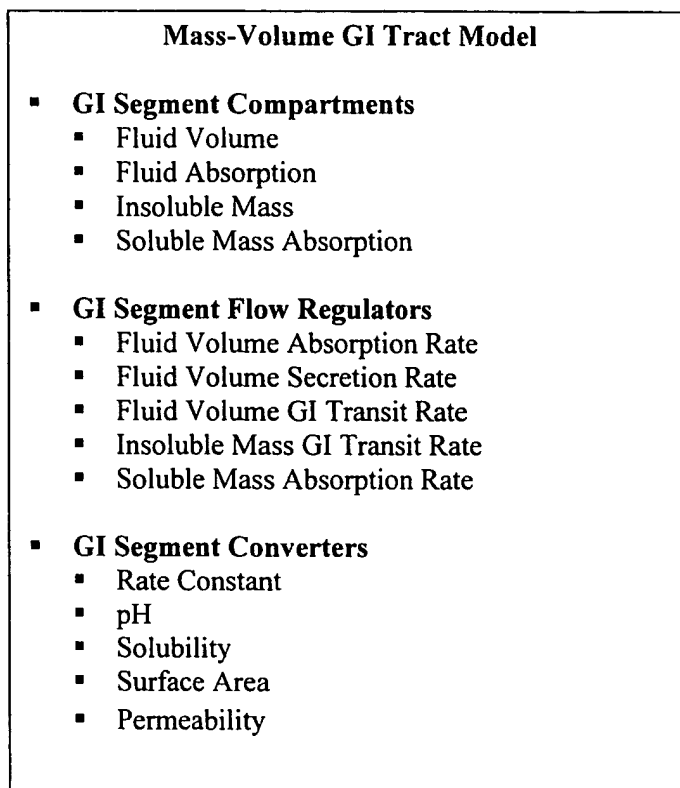 Mass-Volume GI Tract Model
▪ GI Segment Compartments
▪ Fluid Volume
▪ Fluid Absorption
▪ Insoluble Mass
▪ Soluble Mass Absorption
▪ GI Segment Flow Regulators
▪ Fluid Volume Absorption Rate
▪ Fluid Volume Secretion Rate
▪ Fluid Volume GI Transit Rate
▪ Insoluble Mass GI Transit Rate
▪ Soluble Mass Absorption Rate
▪ GI Segment Converters
▪ Rate Constant
▪ pH
▪ Solubility
▪ Surface Area
▪ Permeability